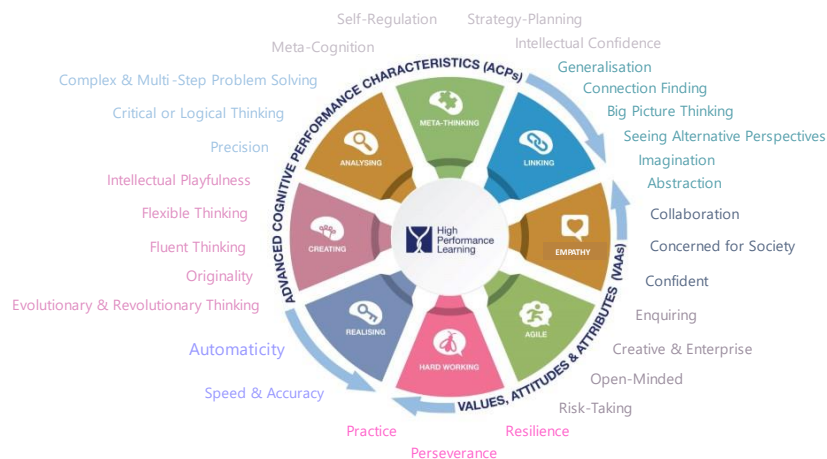 Self-Regulation
Strategy-Planning
Meta-Cognition
Intellectual Confidence
Generalisation
Complex & Multi-Step Problem Solving
Connection Finding
Critical or Logical Thinking
Big Picture Thinking
Precision
Seeing Alternative Perspectives
Imagination
Intellectual Playfulness
Abstraction
Flexible Thinking
Collaboration
Fluent Thinking
Concerned for Society
Originality
Confident
Evolutionary & Revolutionary Thinking
Enquiring
Automaticity
Creative & Enterprise
Speed & Accuracy
Open-Minded
Risk-Taking
Practice
Resilience
Perseverance
ADVANCED COGNITIVE PERFORMANCE CHARACTERISTICS (ACPs)
VALUES, ATTITUDES & ATTRIBUTES (VAAs)
META-THINKING
LINKING
ANALYSING
CREATING
EMPATHY
REALISING
AGILE
HARD WORKING
High
Performance
Learning